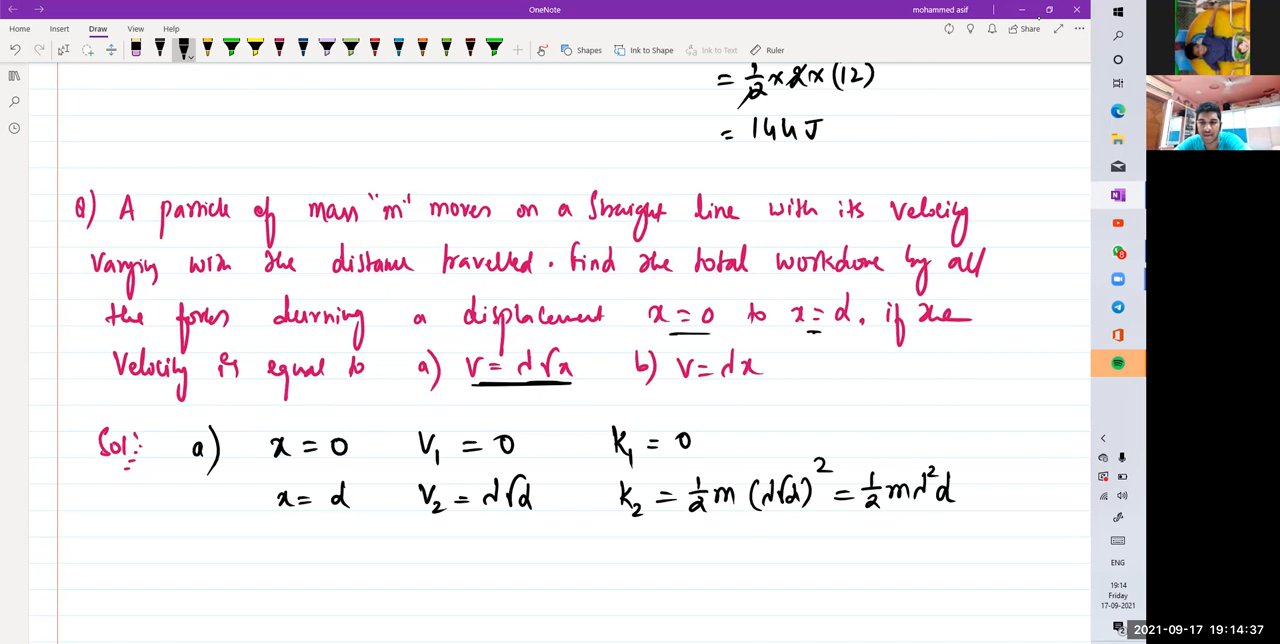 OneNote
mohammed asif
Home Insert Draw View Help
Share
Shapes Ink to Shape Ink to Text Ruler
= 1/2 x 2 x (12)
= 144 J
Q) A particle of mass "m" moves on a straight line with its velocity
varying with the distance travelled. find the total workdone by all
the forces durning a displacement x = 0 to x = d, if the
velocity is equal to a) v = λ√x b) v = λx
Sol:- a) x = 0 V₁ = 0 K₁ = 0
x = d V₂ = λ√d K₂ = 1/2 m (λ√d)² = 1/2 mλ²d
ENG
19:14
Friday
17-09-2021
2021-09-17 19:14:37